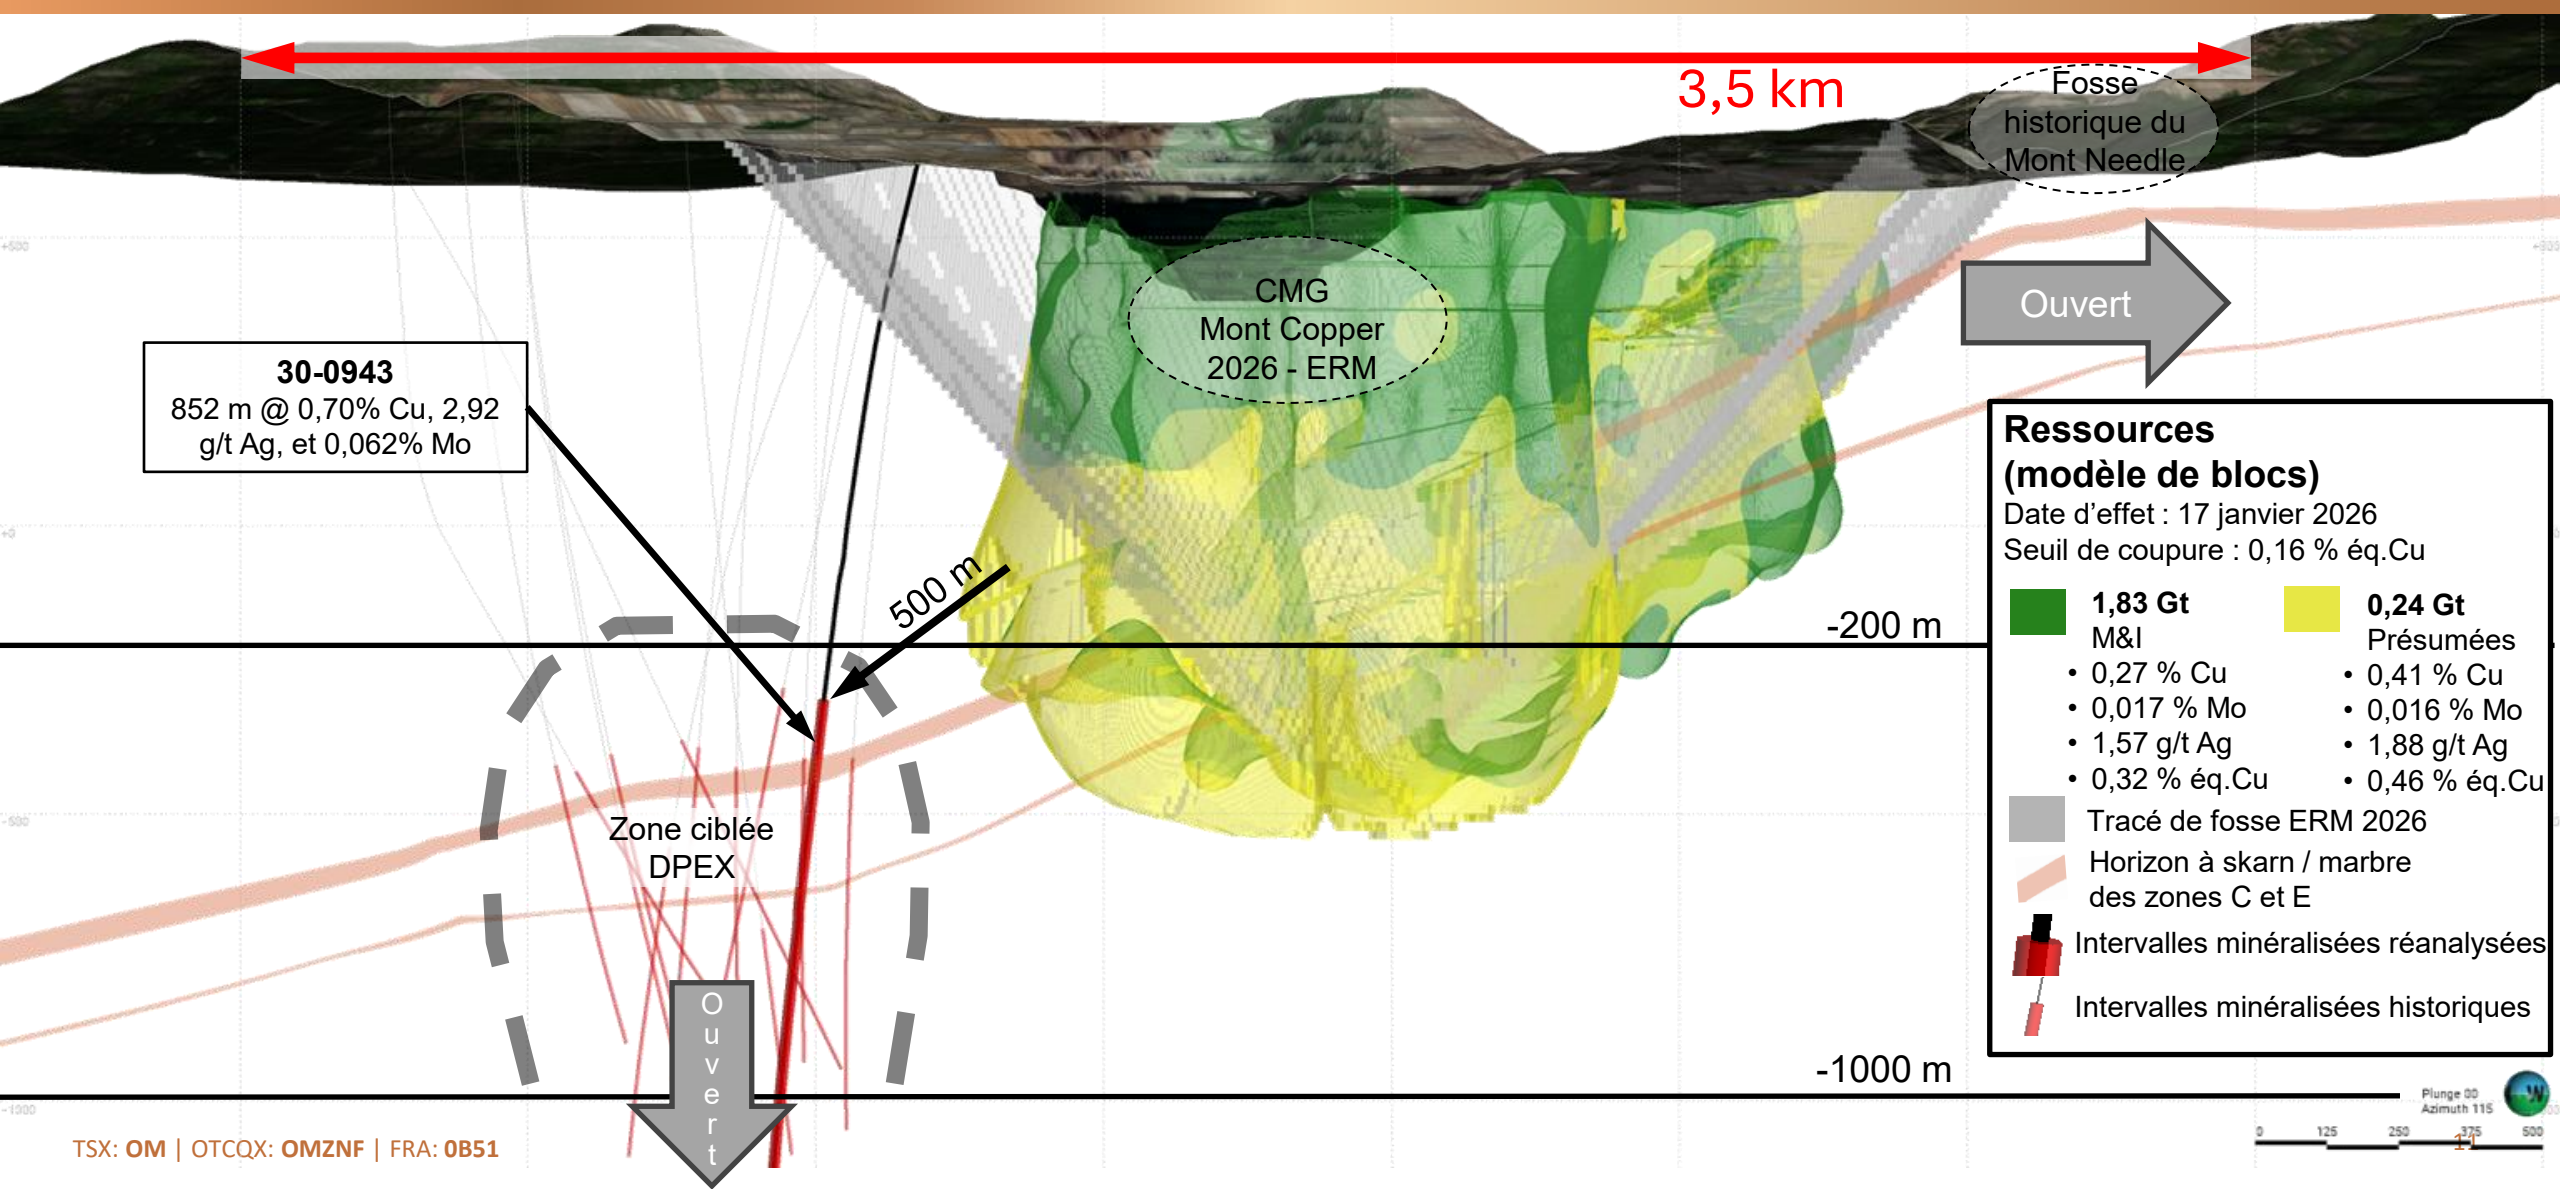 3,5 km
Fosse
historique du
Mont Needle
+500
CMG
Mont Copper
2026 - ERM
Ouvert
30-0943
852 m @ 0,70% Cu, 2,92
g/t Ag, et 0,062% Mo
+0
500 m
-200 m
Zone ciblée
DPEX
-500
Ouvert
-1000 m
-1000
Ressources
(modèle de blocs)
Date d’effet : 17 janvier 2026
Seuil de coupure : 0,16 % éq.Cu
1,83 Gt
M&I
• 0,27 % Cu
• 0,017 % Mo
• 1,57 g/t Ag
• 0,32 % éq.Cu
0,24 Gt
Présumées
• 0,41 % Cu
• 0,016 % Mo
• 1,88 g/t Ag
• 0,46 % éq.Cu
Tracé de fosse ERM 2026
Horizon à skarn / marbre
des zones C et E
Intervalles minéralisées réanalysées
Intervalles minéralisées historiques
Plunge 00
Azimuth 115
W
0 125 250 375 500
11
TSX: OM | OTCQX: OMZNF | FRA: 0B51